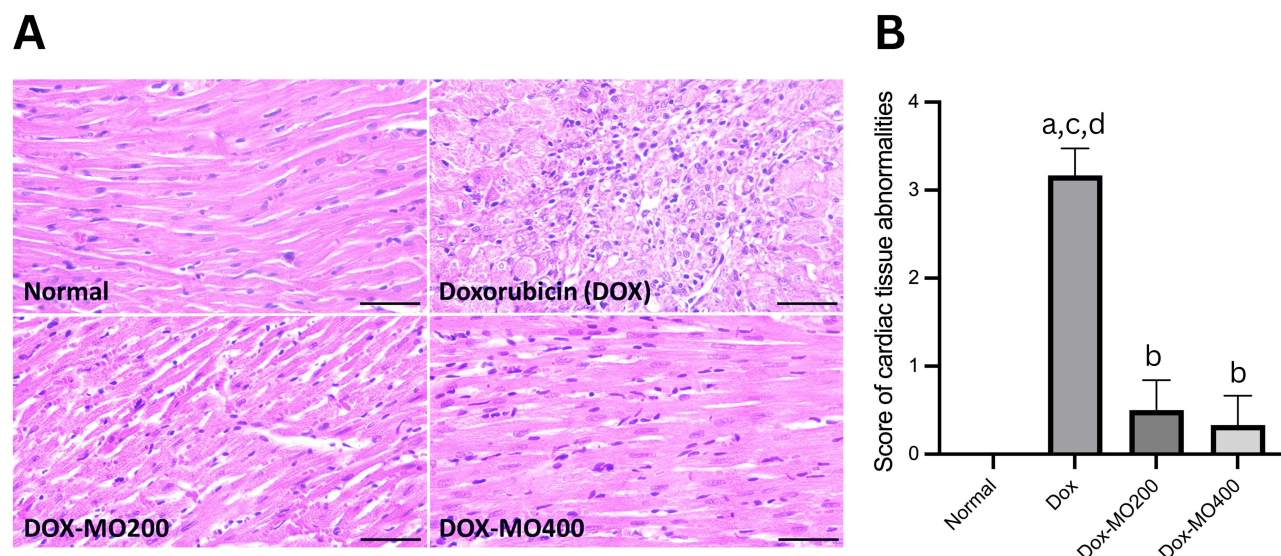 A
Normal
Doxorubicin (DOX)
DOX-MO200
DOX-MO400
B
Score of cardiac tissue abnormalities
4
3
2
1
0
a,c,d
b
b
Normal
Dox
Dox-MO200
Dox-MO400